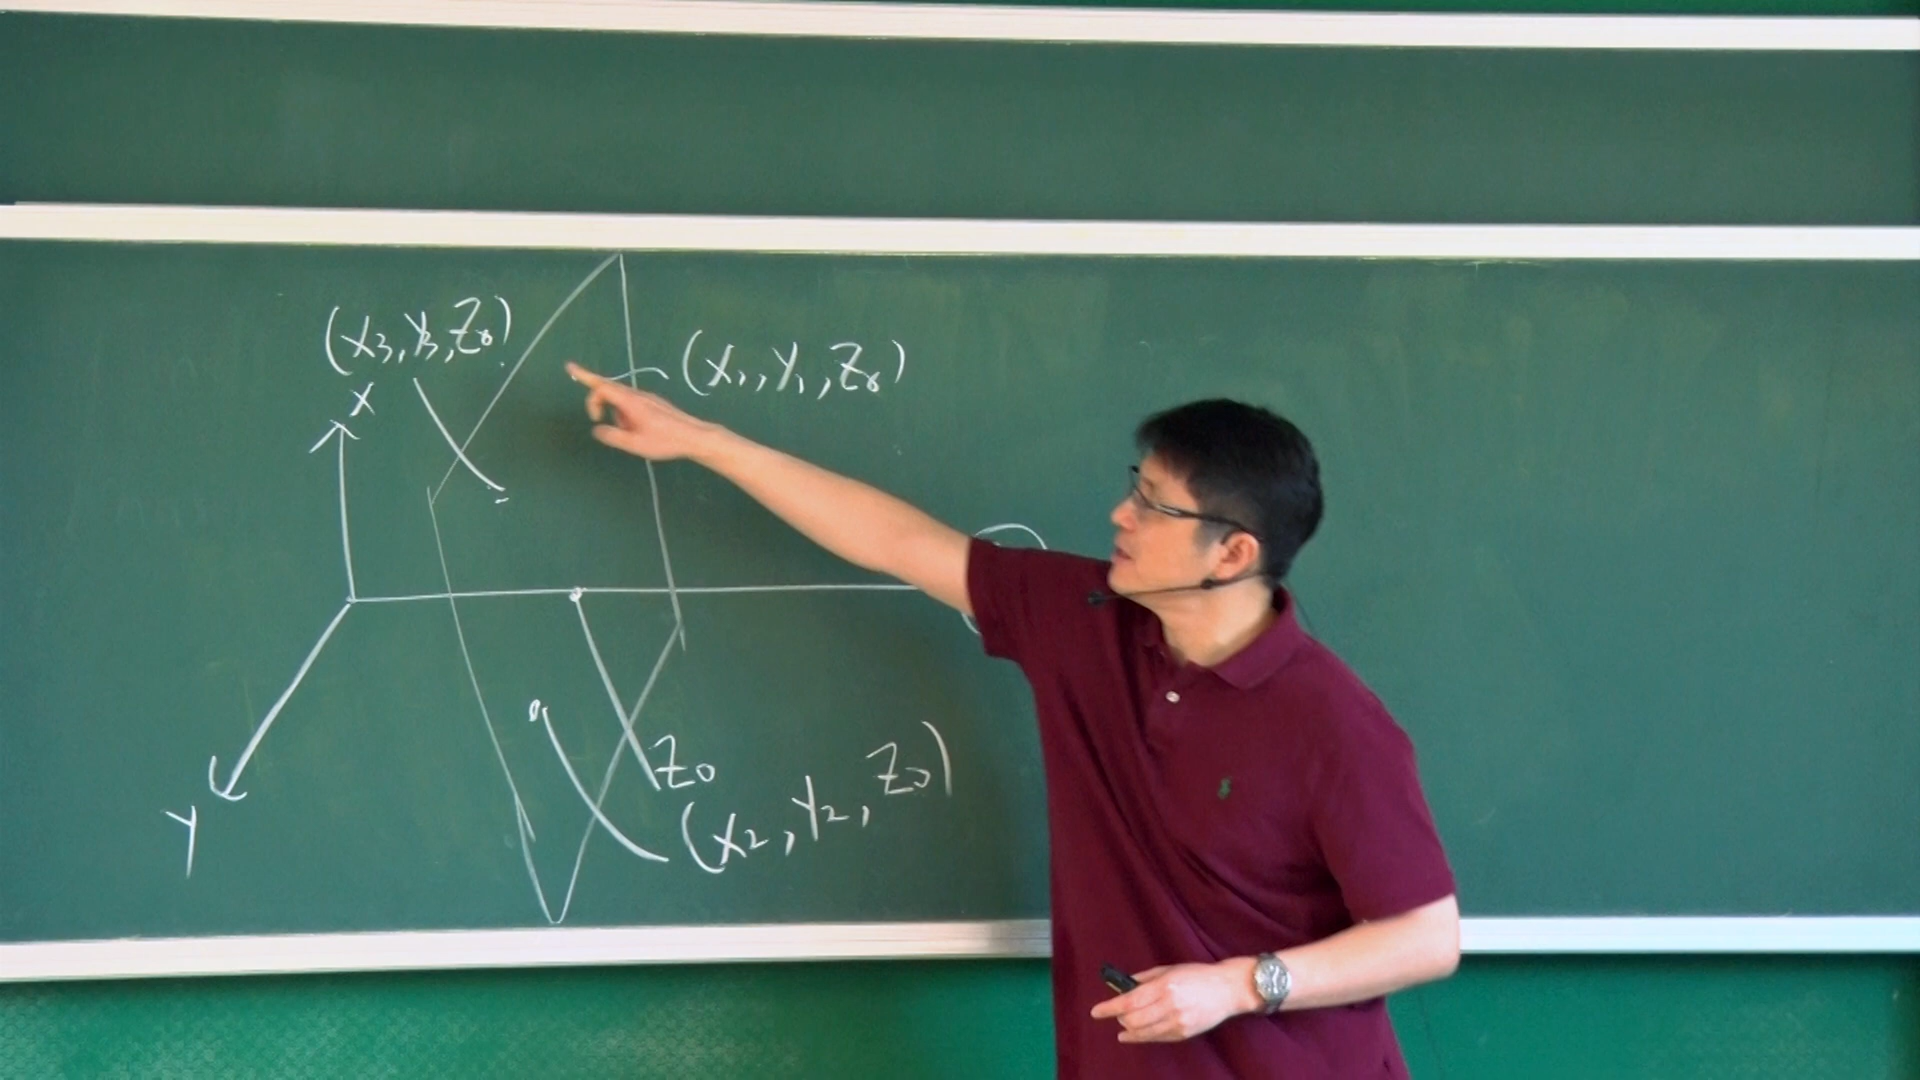 (x₃, y₃, z₀)
(x₁, y₁, z₀)
X
Z₀
(x₂, y₂, z₀)
Y